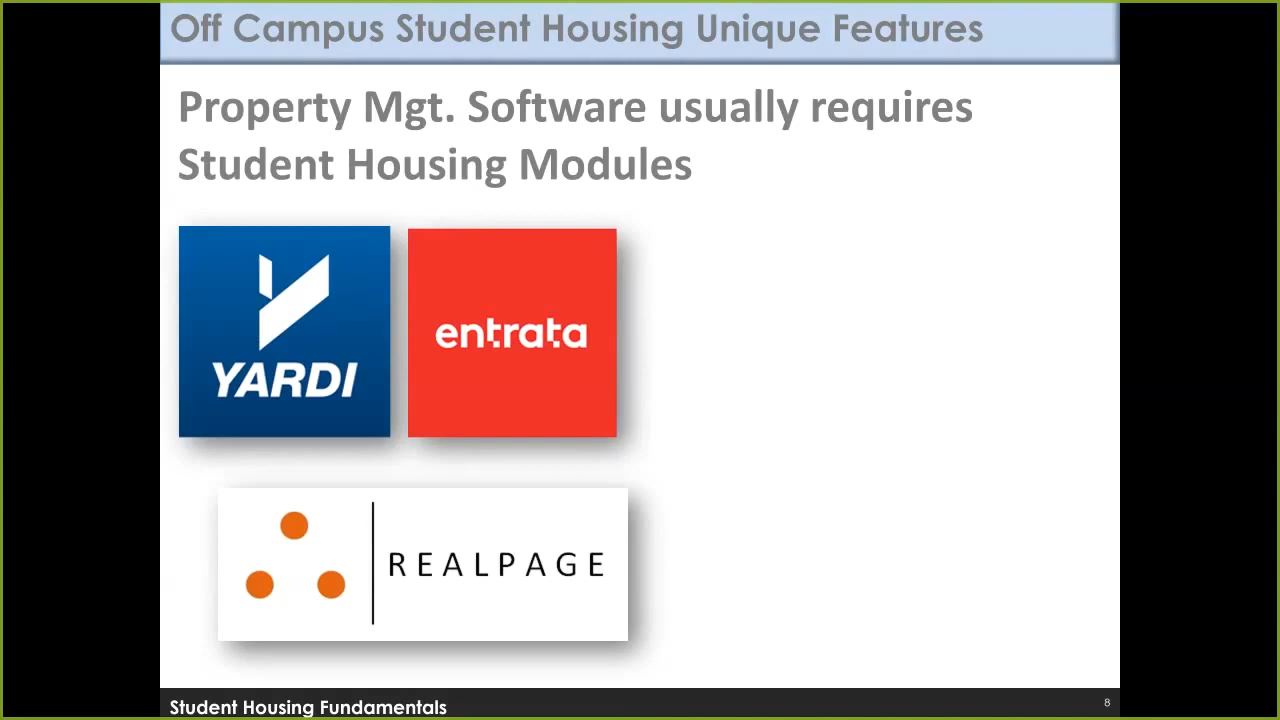 Off Campus Student Housing Unique Features
Property Mgt. Software usually requires
Student Housing Modules
YARDI
entrata
REALPAGE
Student Housing Fundamentals
8